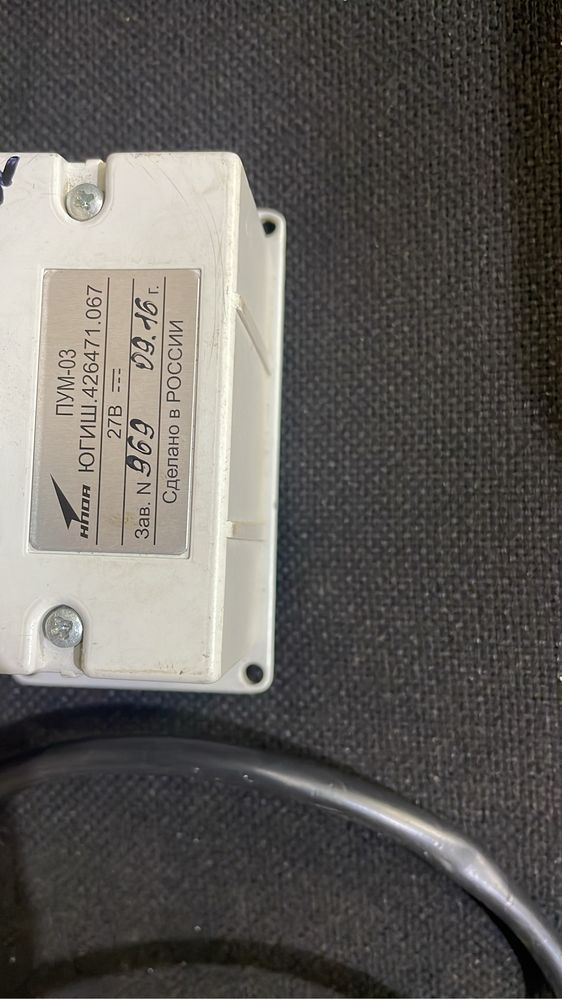 ПУМ-03
НПОА ЮГИШ.426471.067
27В
Зав. N 969 09.16 г.
Сделано в РОССИИ